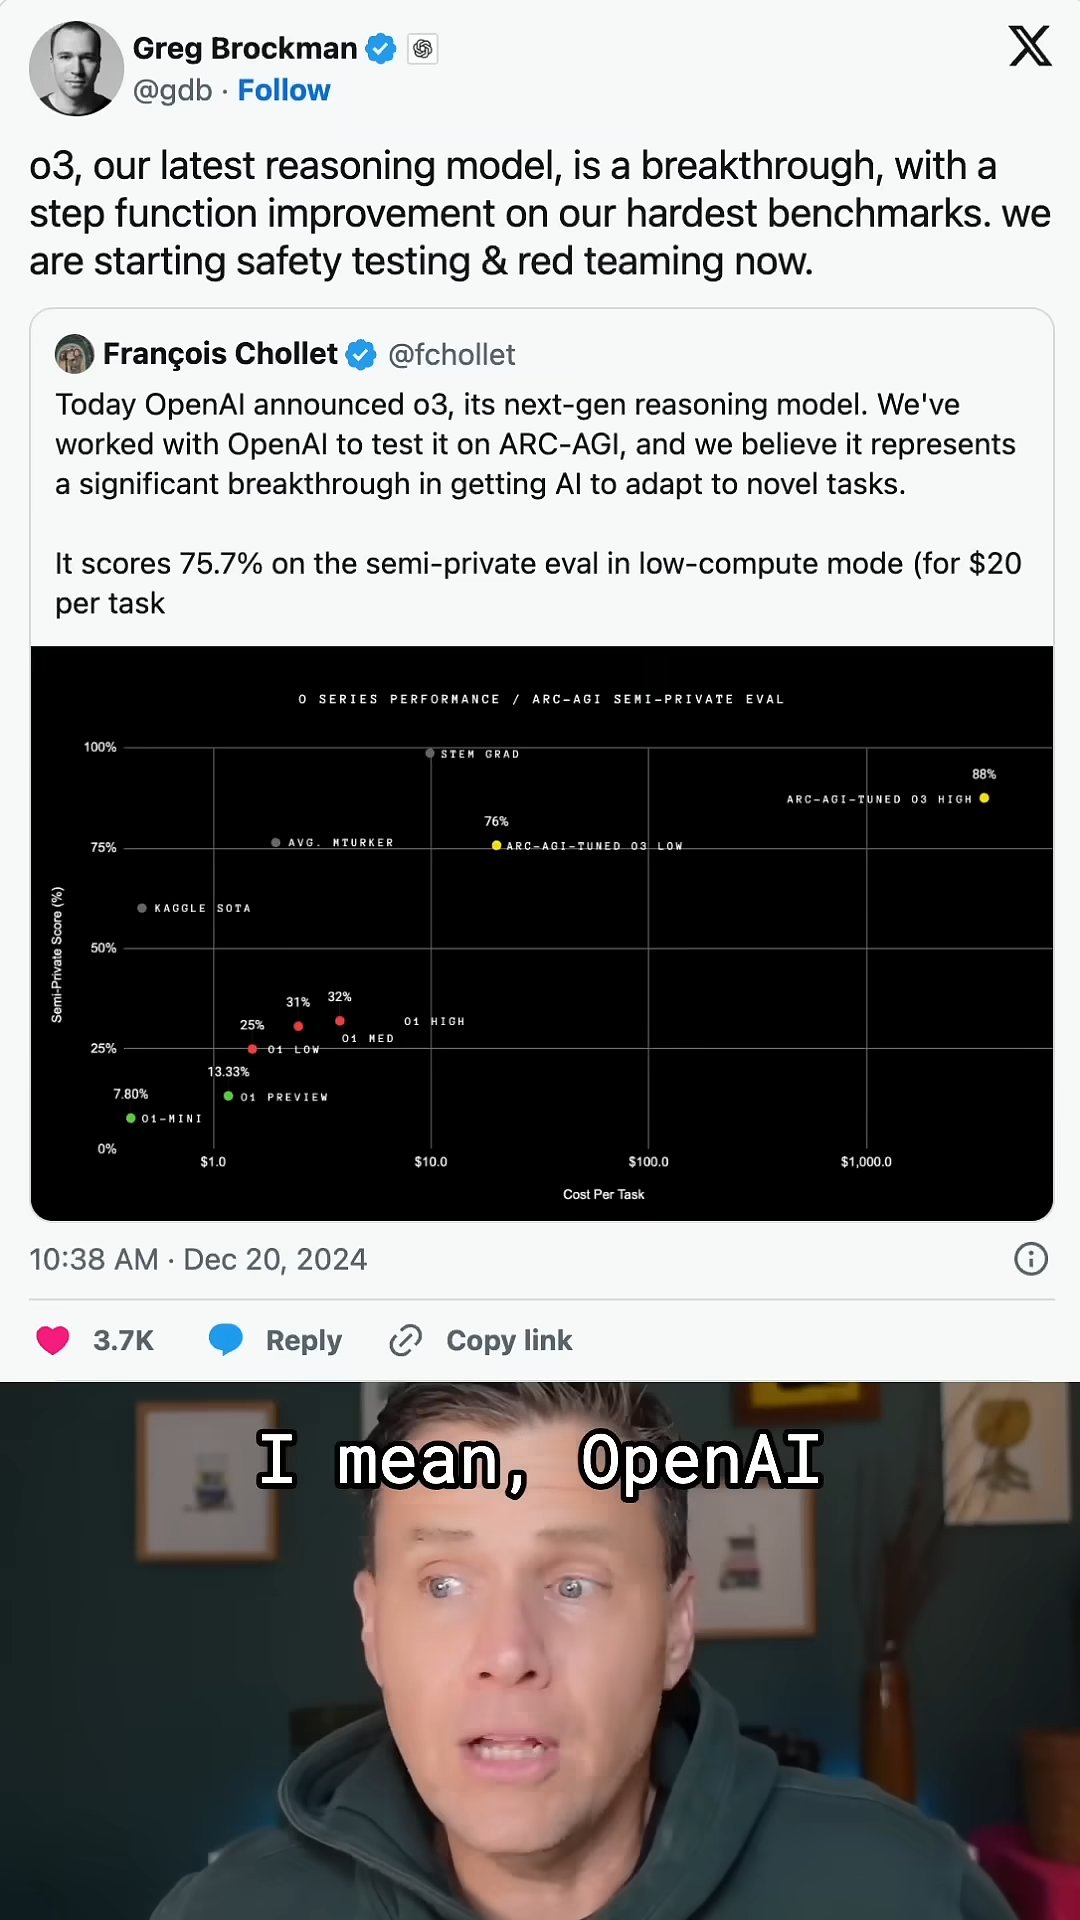 Greg Brockman
@gdb · Follow
o3, our latest reasoning model, is a breakthrough, with a
step function improvement on our hardest benchmarks. we
are starting safety testing & red teaming now.
François Chollet @fchollet
Today OpenAI announced o3, its next-gen reasoning model. We've
worked with OpenAI to test it on ARC-AGI, and we believe it represents
a significant breakthrough in getting AI to adapt to novel tasks.
It scores 75.7% on the semi-private eval in low-compute mode (for $20
per task
O SERIES PERFORMANCE / ARC-AGI SEMI-PRIVATE EVAL
100%
STEM GRAD
88%
ARC-AGI-TUNED O3 HIGH
76%
75%
AVG. MTURKER
ARC-AGI-TUNED O3 LOW
KAGGLE SOTA
Semi-Private Score (%)
50%
31%
32%
O1 HIGH
25%
O1 MED
25%
O1 LOW
13.33%
7.80%
O1 PREVIEW
O1-MINI
0%
$1.0
$10.0
$100.0
$1,000.0
Cost Per Task
10:38 AM · Dec 20, 2024
3.7K
Reply
Copy link
I mean, OpenAI